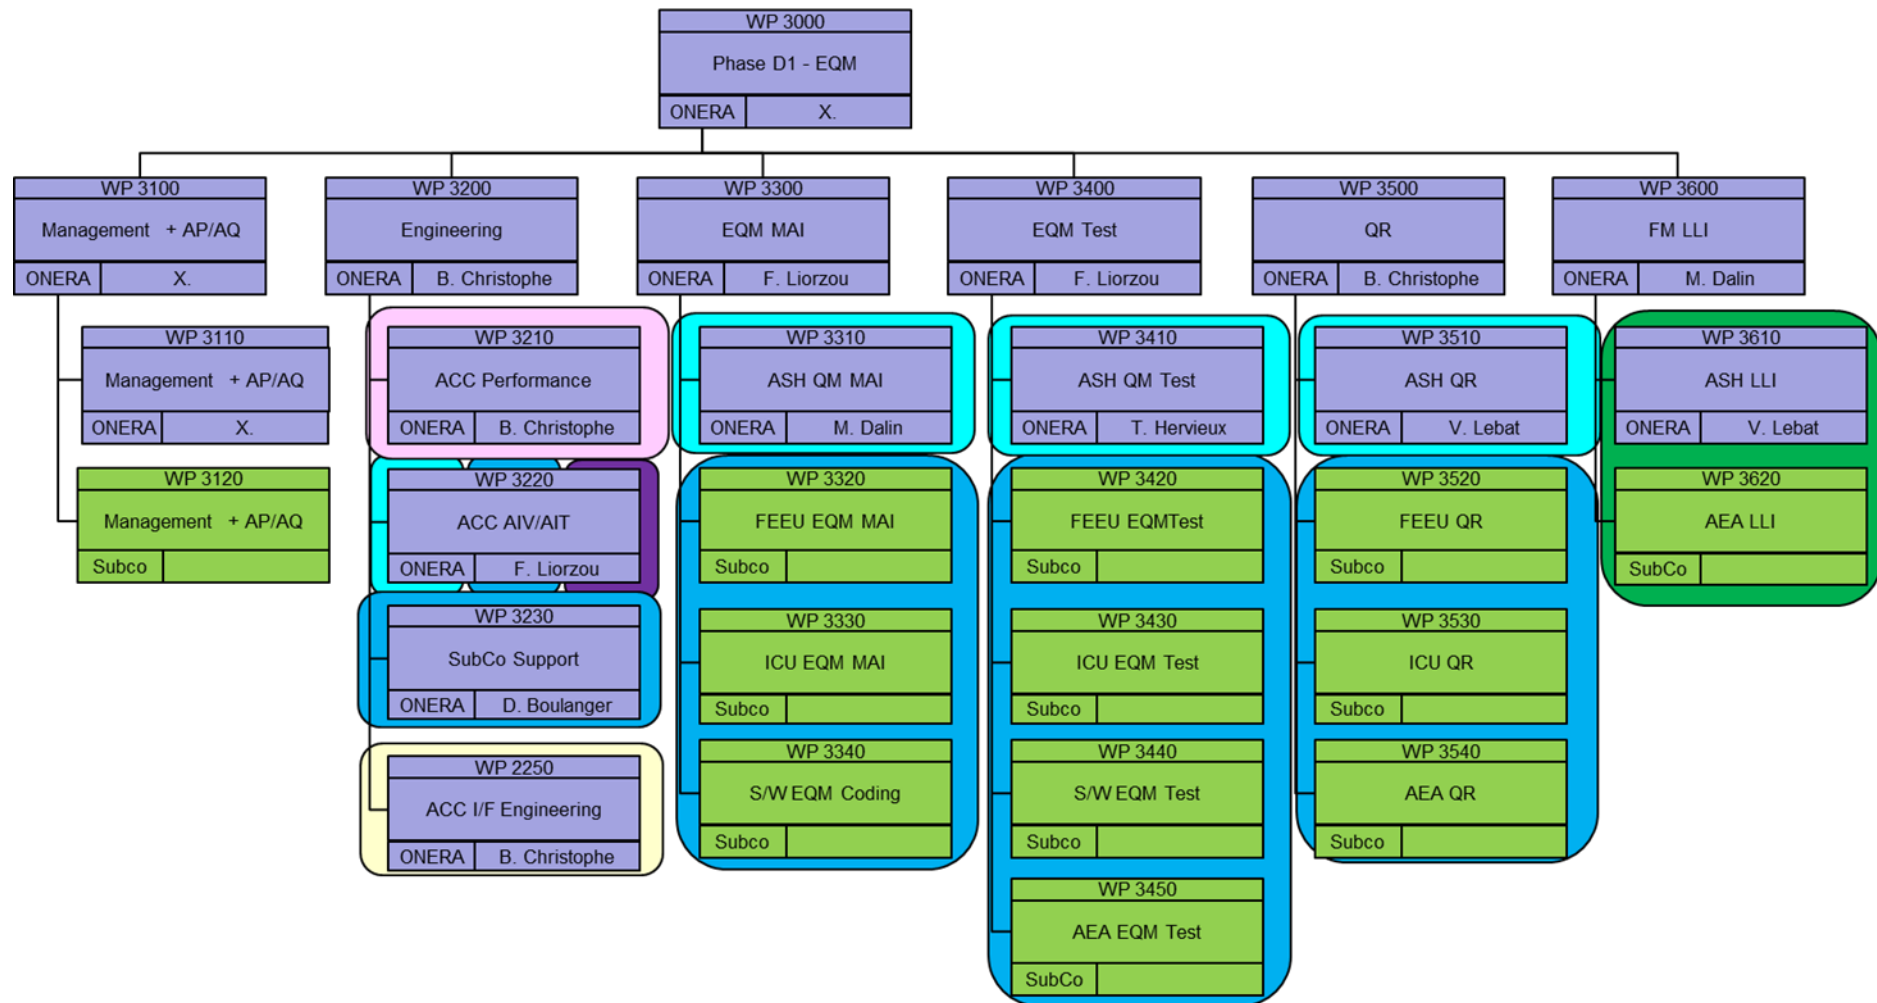 WP 3000
Phase D1 - EQM
ONERA X.
WP 3100
Management + AP/AQ
ONERA X.
WP 3200
Engineering
ONERA B. Christophe
WP 3300
EQM MAI
ONERA F. Liorzou
WP 3400
EQM Test
ONERA F. Liorzou
WP 3500
QR
ONERA B. Christophe
WP 3600
FM LLI
ONERA M. Dalin
WP 3110
Management + AP/AQ
ONERA X.
WP 3210
ACC Performance
ONERA B. Christophe
WP 3310
ASH QM MAI
ONERA M. Dalin
WP 3410
ASH QM Test
ONERA T. Hervieux
WP 3510
ASH QR
ONERA V. Lebat
WP 3610
ASH LLI
ONERA V. Lebat
WP 3120
Management + AP/AQ
Subco
WP 3220
ACC AIV/AIT
ONERA F. Liorzou
WP 3320
FEEU EQM MAI
Subco
WP 3420
FEEU EQMTest
Subco
WP 3520
FEEU QR
Subco
WP 3620
AEA LLI
SubCo
WP 3230
SubCo Support
ONERA D. Boulanger
WP 3330
ICU EQM MAI
Subco
WP 3430
ICU EQM Test
Subco
WP 3530
ICU QR
Subco
WP 2250
ACC I/F Engineering
ONERA B. Christophe
WP 3340
S/W EQM Coding
Subco
WP 3440
S/W EQM Test
Subco
WP 3540
AEA QR
Subco
WP 3450
AEA EQM Test
SubCo